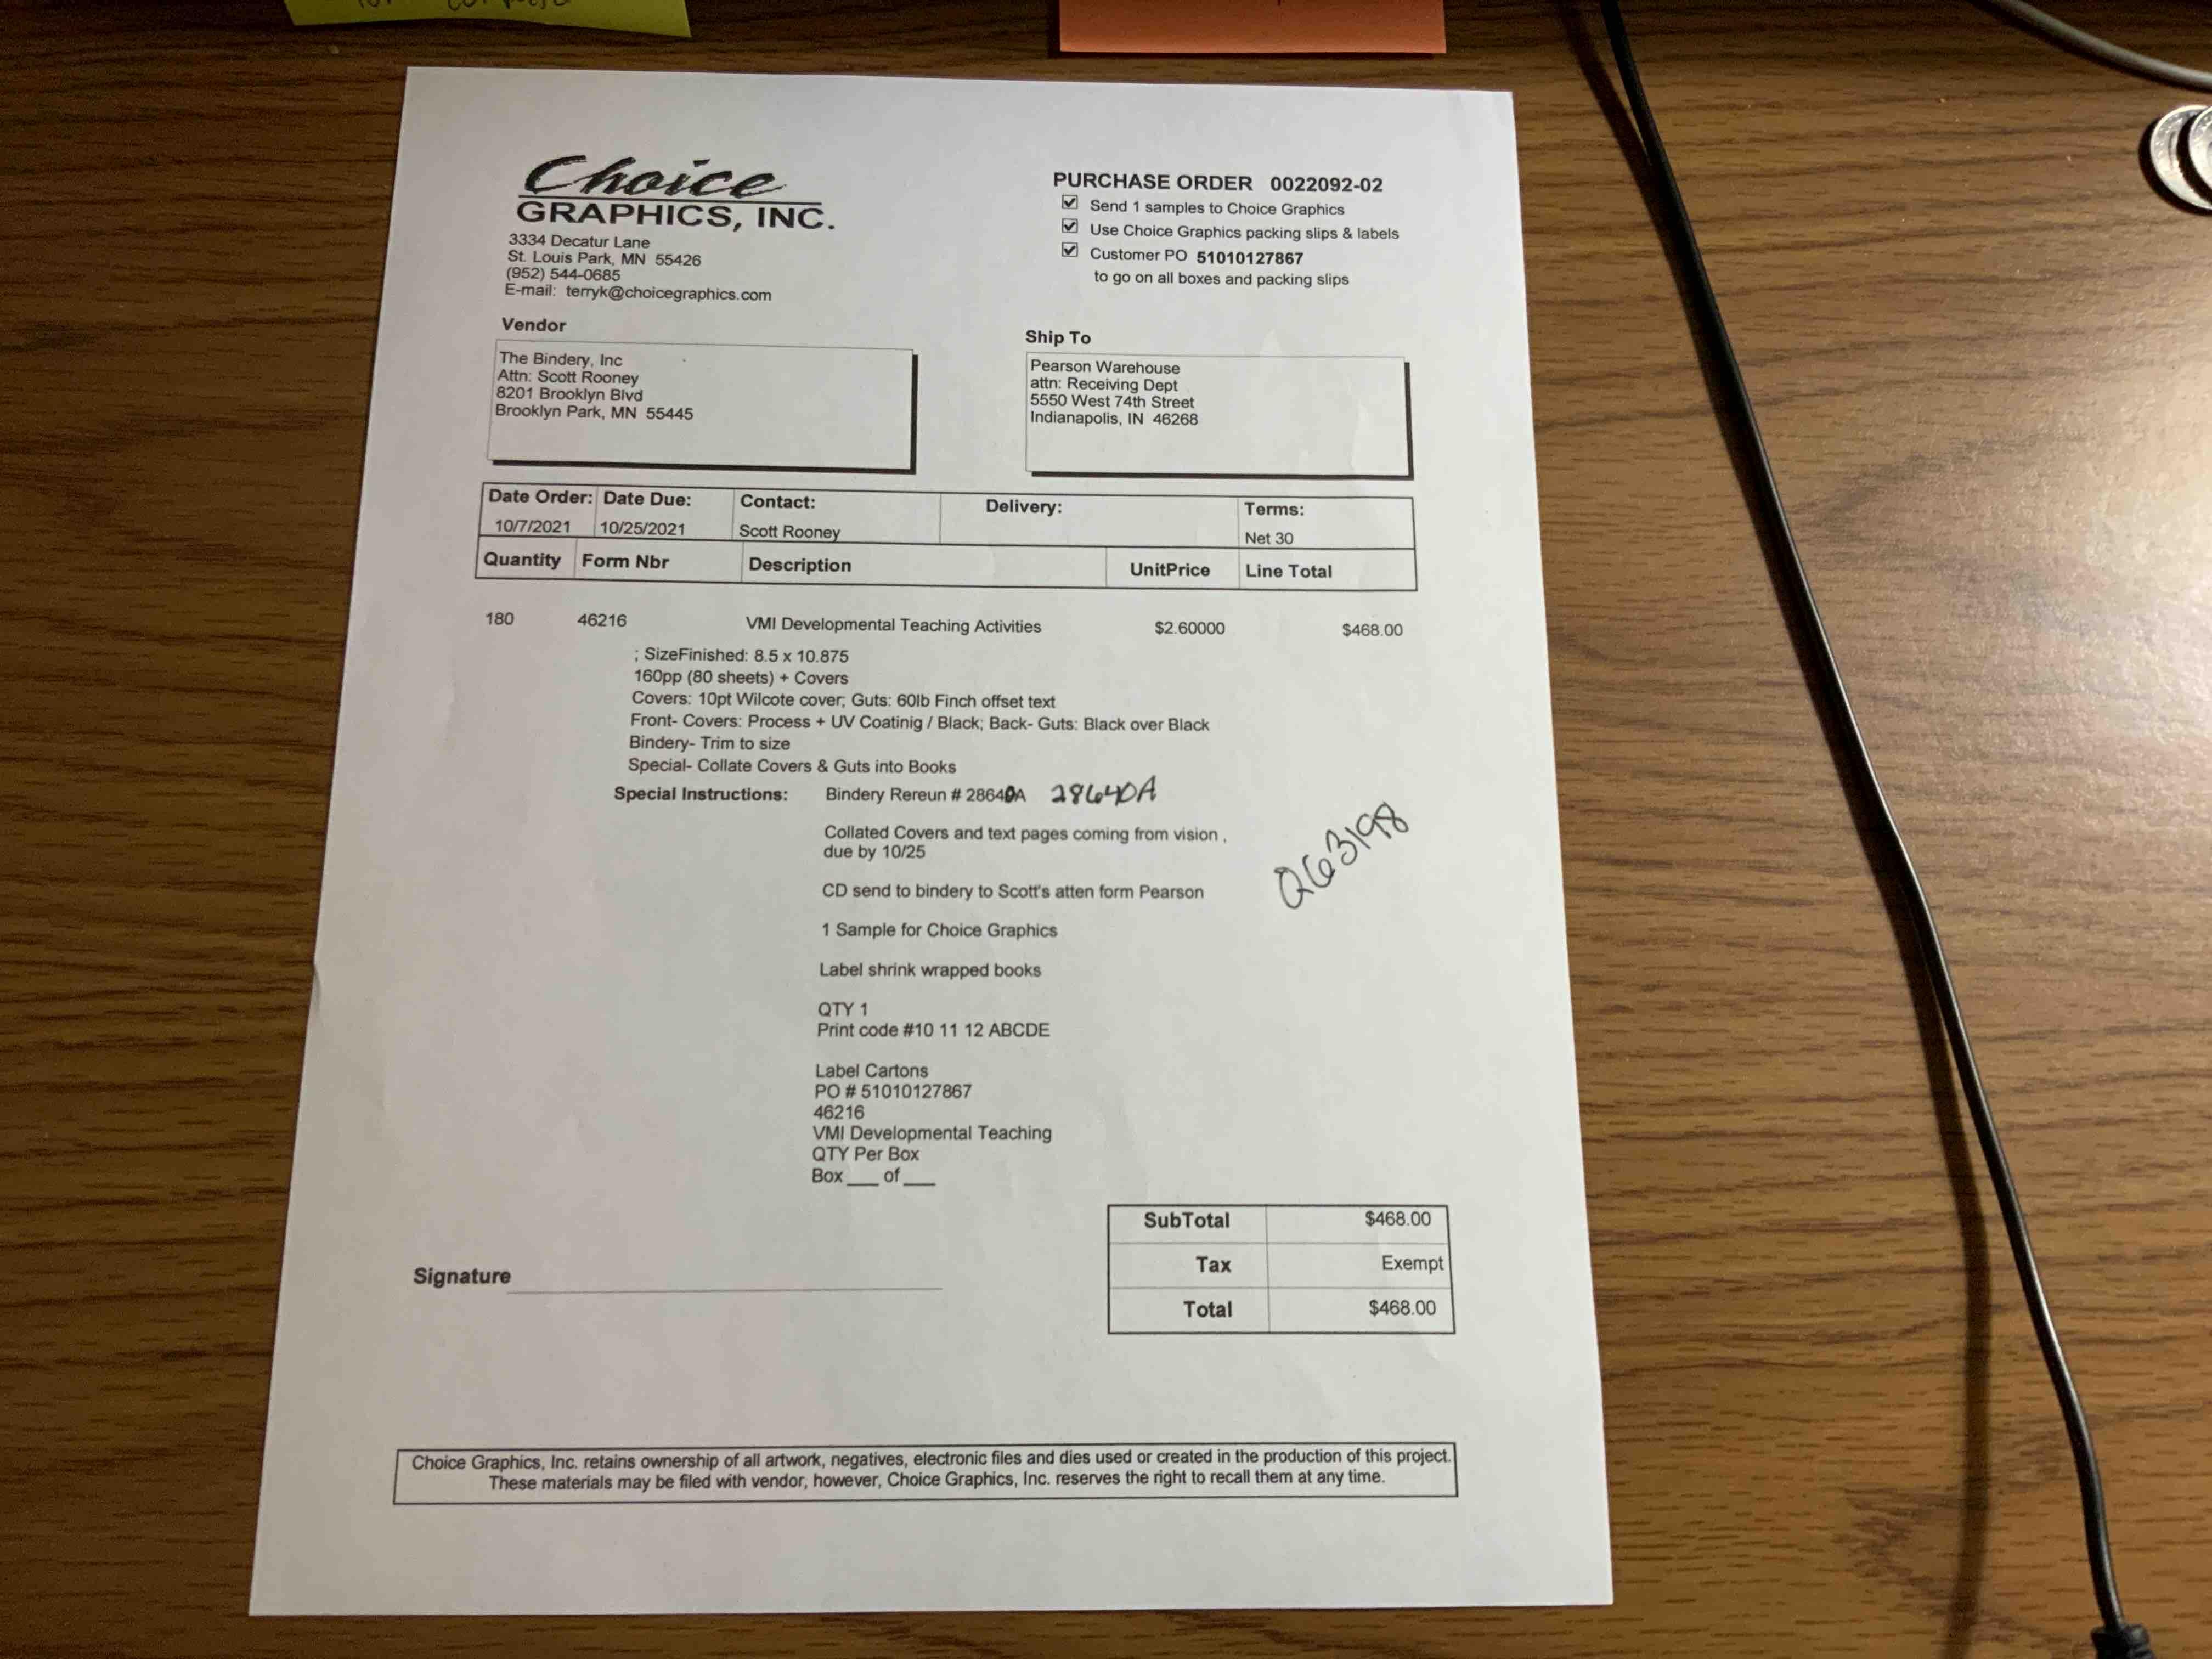 Choice
GRAPHICS, INC.
3334 Decatur Lane
St. Louis Park, MN 55426
(952) 544-0685
E-mail: terryk@choicegraphics.com
PURCHASE ORDER 0022092-02
Send 1 samples to Choice Graphics
Use Choice Graphics packing slips & labels
Customer PO 51010127867
to go on all boxes and packing slips
Vendor
The Bindery, Inc
Attn: Scott Rooney
8201 Brooklyn Blvd
Brooklyn Park, MN 55445
Ship To
Pearson Warehouse
attn: Receiving Dept
5550 West 74th Street
Indianapolis, IN 46268
Date Order: Date Due: Contact: Delivery: Terms:
10/7/2021 10/25/2021 Scott Rooney Net 30
Quantity Form Nbr Description UnitPrice Line Total
180 46216 VMI Developmental Teaching Activities $2.60000 $468.00
; SizeFinished: 8.5 x 10.875
160pp (80 sheets) + Covers
Covers: 10pt Wilcote cover; Guts: 60lb Finch offset text
Front- Covers: Process + UV Coatinig / Black; Back- Guts: Black over Black
Bindery- Trim to size
Special- Collate Covers & Guts into Books
Special Instructions: Bindery Rereun # 28640A 28640A
Collated Covers and text pages coming from vision ,
due by 10/25
Q63198
CD send to bindery to Scott's atten form Pearson
1 Sample for Choice Graphics
Label shrink wrapped books
QTY 1
Print code #10 11 12 ABCDE
Label Cartons
PO # 51010127867
46216
VMI Developmental Teaching
QTY Per Box
Box ___ of ___
SubTotal $468.00
Tax Exempt
Total $468.00
Signature
Choice Graphics, Inc. retains ownership of all artwork, negatives, electronic files and dies used or created in the production of this project.
These materials may be filed with vendor, however, Choice Graphics, Inc. reserves the right to recall them at any time.